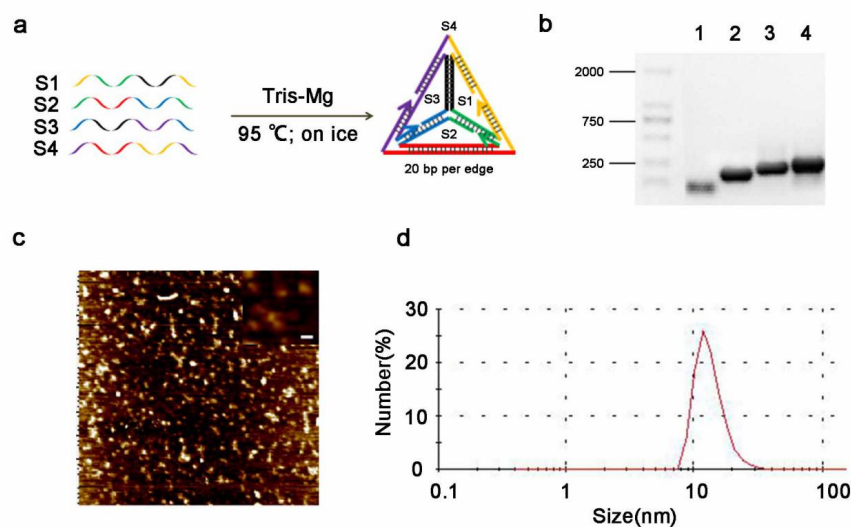 a
S1
S2
S3
S4
Tris-Mg
95 ℃; on ice
S4
S3
S1
S2
20 bp per edge
b
1 2 3 4
2000
750
250
c
d
Number(%)
30
20
10
0
0.1 1 10 100
Size(nm)